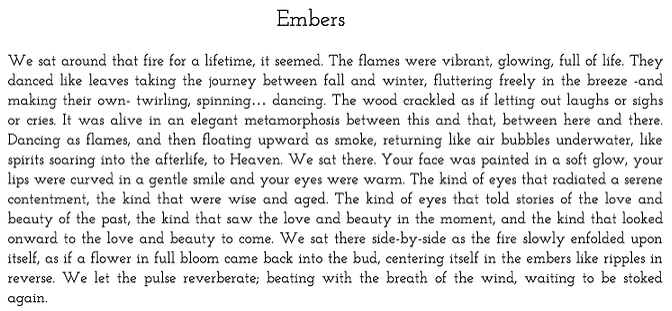 Embers
We sat around that fire for a lifetime, it seemed. The flames were vibrant, glowing, full of life. They
danced like leaves taking the journey between fall and winter, fluttering freely in the breeze -and
making their own- twirling, spinning... dancing. The wood crackled as if letting out laughs or sighs
or cries. It was alive in an elegant metamorphosis between this and that, between here and there.
Dancing as flames, and then floating upward as smoke, returning like air bubbles underwater, like
spirits soaring into the afterlife, to Heaven. We sat there. Your face was painted in a soft glow, your
lips were curved in a gentle smile and your eyes were warm. The kind of eyes that radiated a serene
contentment, the kind that were wise and aged. The kind of eyes that told stories of the love and
beauty of the past, the kind that saw the love and beauty in the moment, and the kind that looked
onward to the love and beauty to come. We sat there side-by-side as the fire slowly enfolded upon
itself, as if a flower in full bloom came back into the bud, centering itself in the embers like ripples in
reverse. We let the pulse reverberate; beating with the breath of the wind, waiting to be stoked
again.